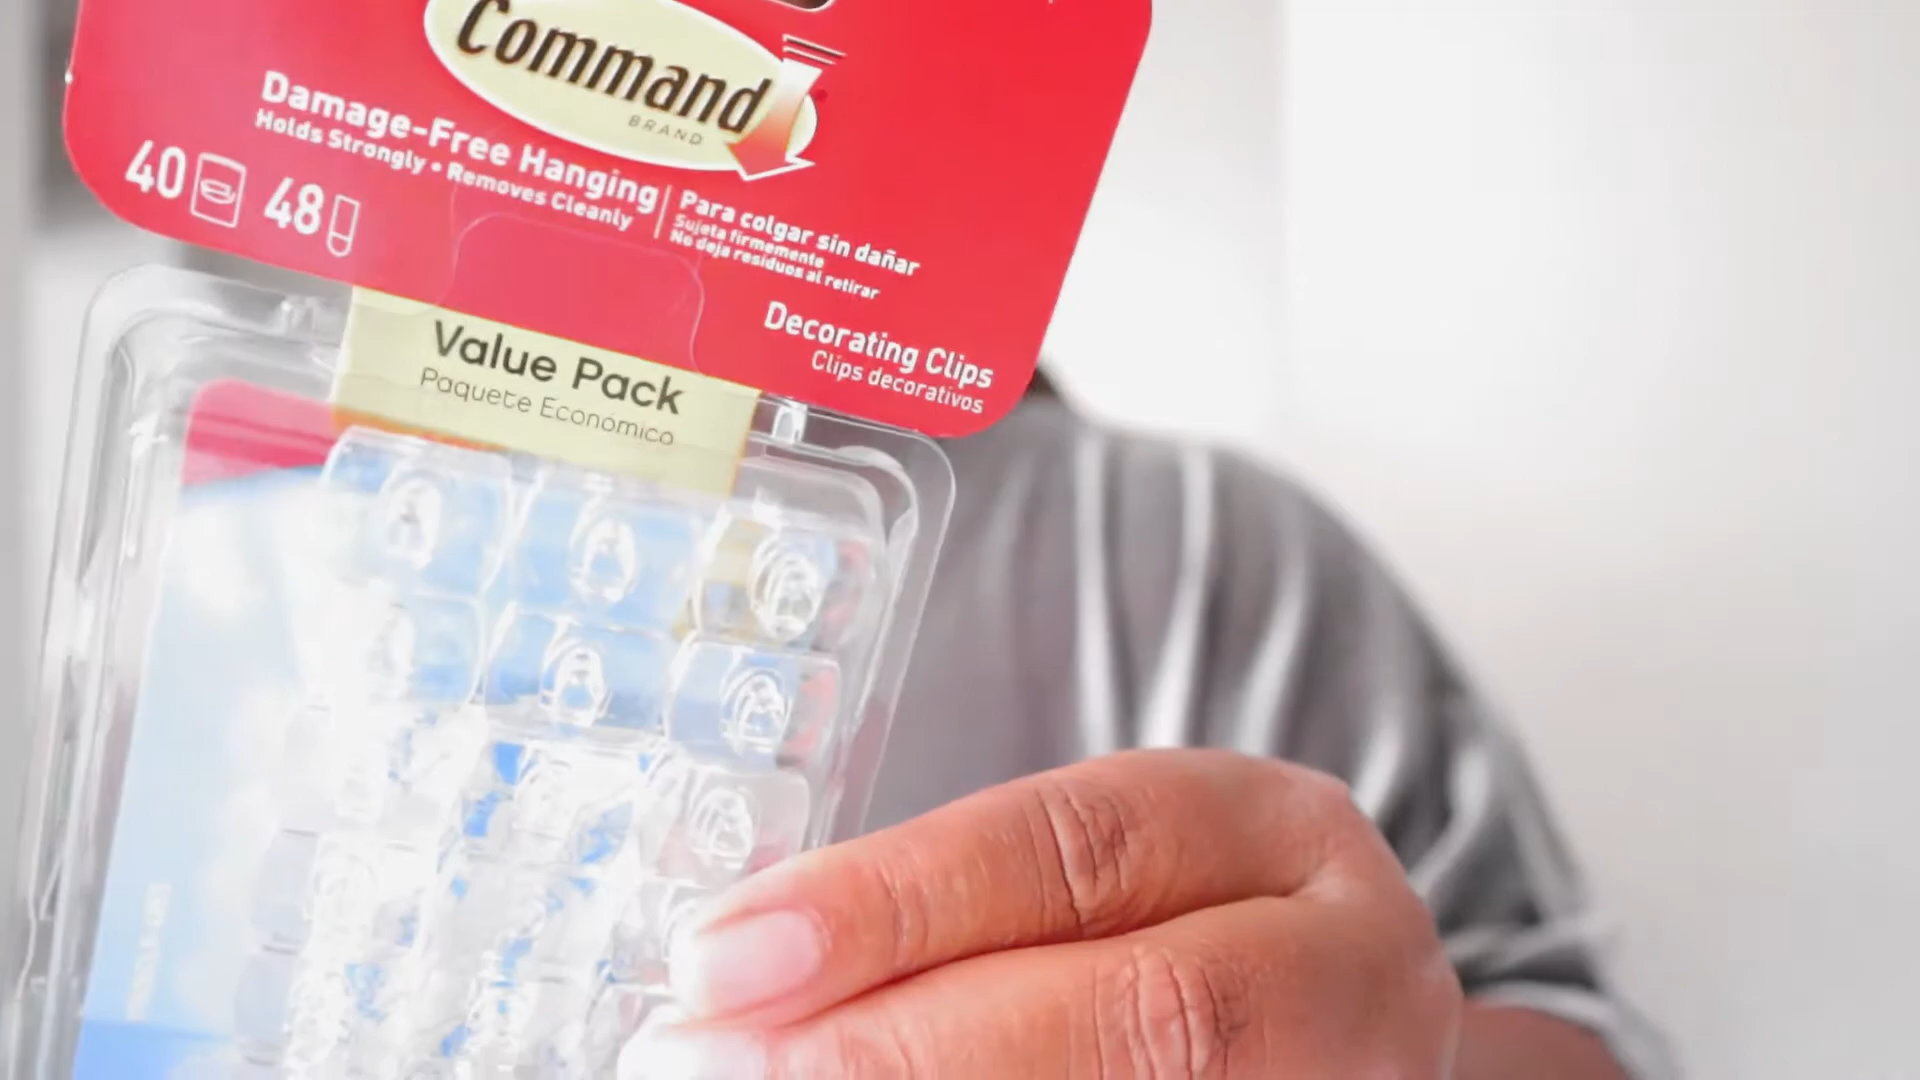 Command
BRAND
Damage-Free Hanging
Holds Strongly • Removes Cleanly
Para colgar sin dañar
Sujeta firmemente
No deja residuos al retirar
40 48
Decorating Clips
Clips decorativos
Value Pack
Paquete Económico